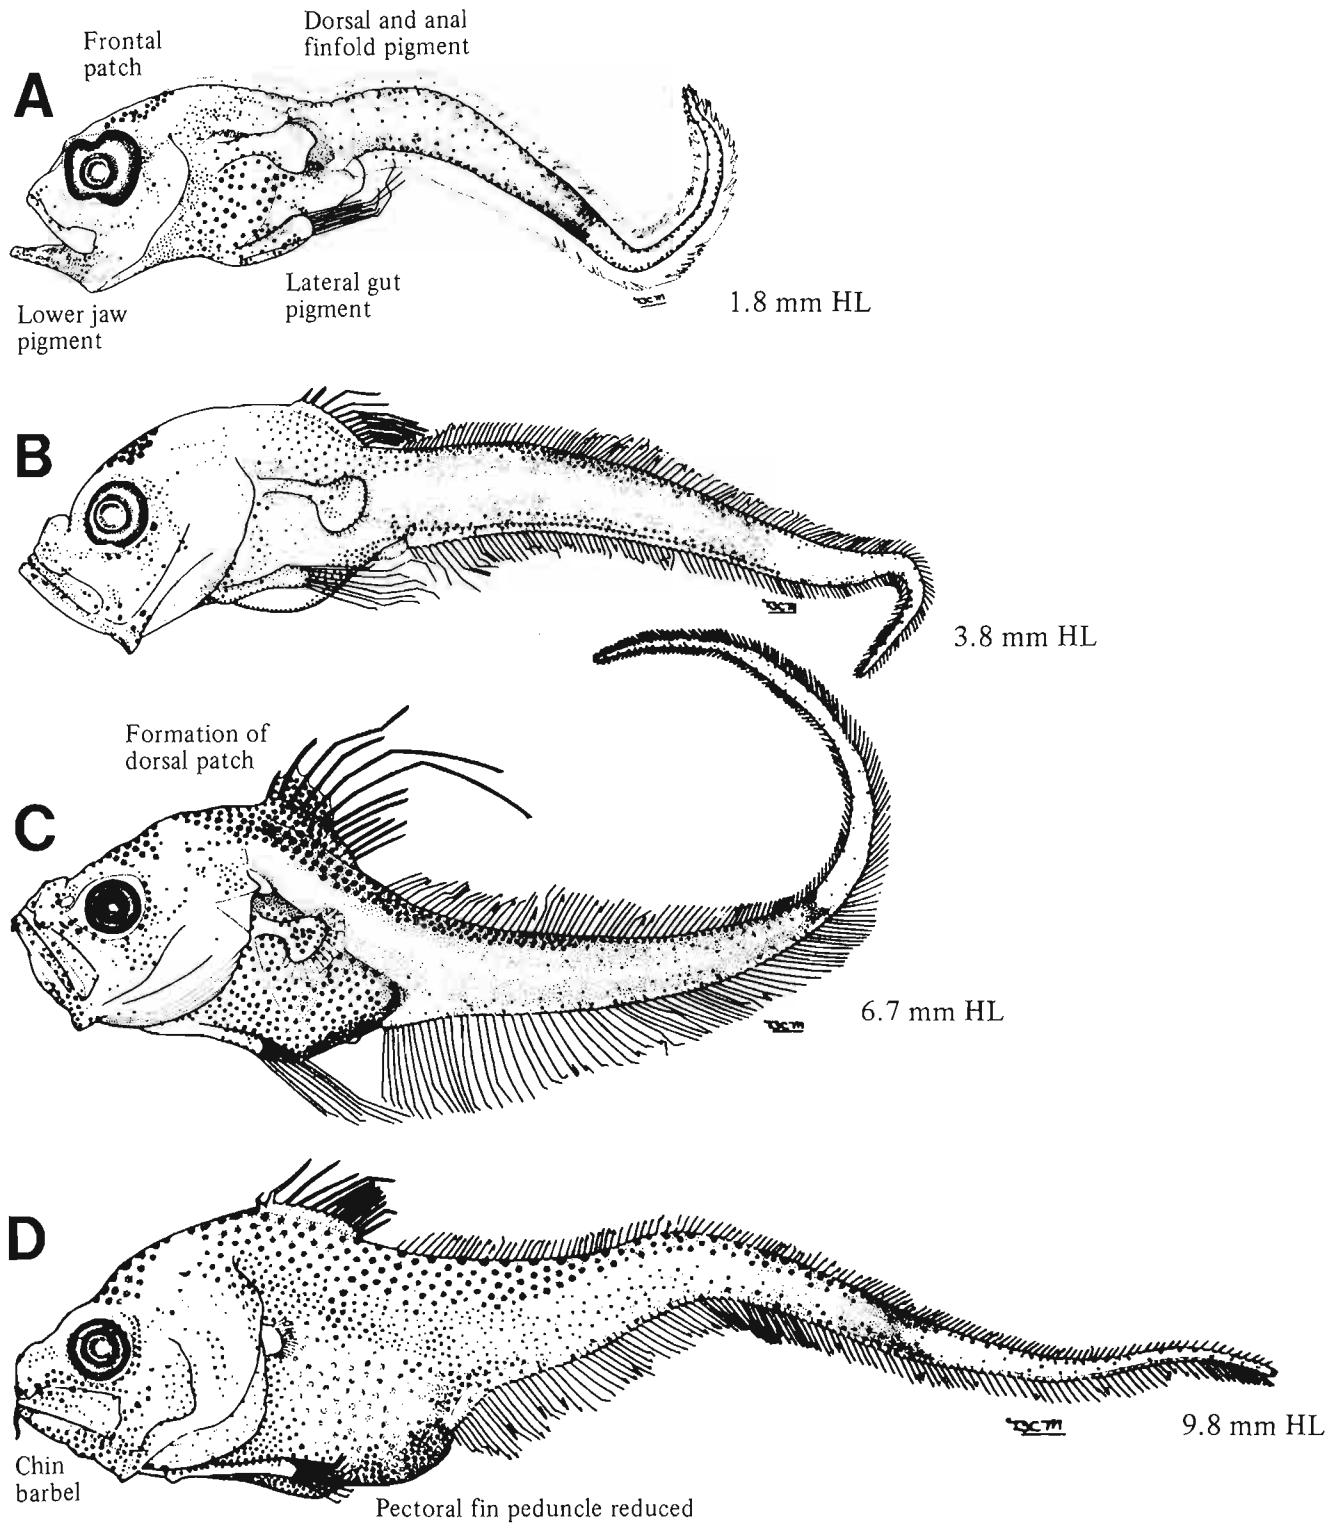 Dorsal and anal
finfold pigment
Frontal
patch
A
Lateral gut
pigment
1.8 mm HL
Lower jaw
pigment
B
3.8 mm HL
Formation of
dorsal patch
C
6.7 mm HL
D
9.8 mm HL
Chin
barbel
Pectoral fin peduncle reduced